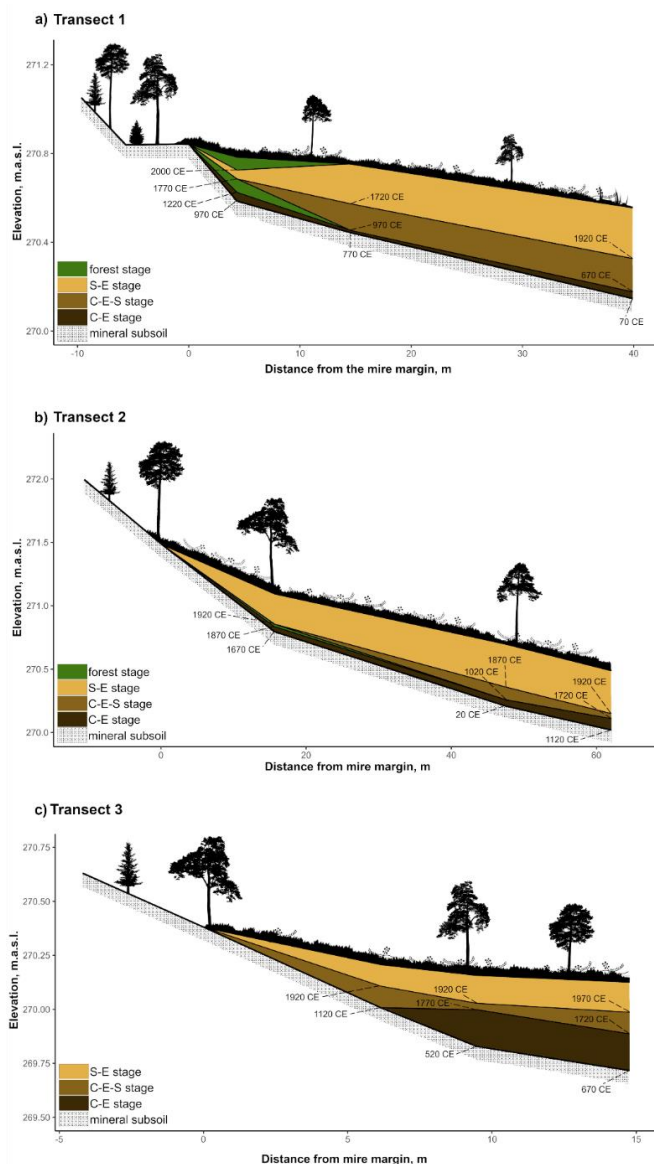 a) Transect 1
271.2
270.8
270.4
270.0
Elevation, m.a.s.l.
2000 CE
1770 CE
1220 CE
970 CE
1720 CE
970 CE
770 CE
1920 CE
670 CE
70 CE
forest stage
S-E stage
C-E-S stage
C-E stage
mineral subsoil
-10
0
10
20
30
40
Distance from the mire margin, m
b) Transect 2
272.0
271.5
271.0
270.5
270.0
Elevation, m.a.s.l.
1920 CE
1870 CE
1670 CE
1870 CE
1020 CE
20 CE
1920 CE
1720 CE
1120 CE
forest stage
S-E stage
C-E-S stage
C-E stage
mineral subsoil
0
20
40
60
Distance from mire margin, m
c) Transect 3
270.75
270.50
270.25
270.00
269.75
269.50
Elevation, m.a.s.l.
1920 CE
1120 CE
1920 CE
1770 CE
520 CE
1970 CE
1720 CE
670 CE
S-E stage
C-E-S stage
C-E stage
mineral subsoil
-5
0
5
10
15
Distance from mire margin, m